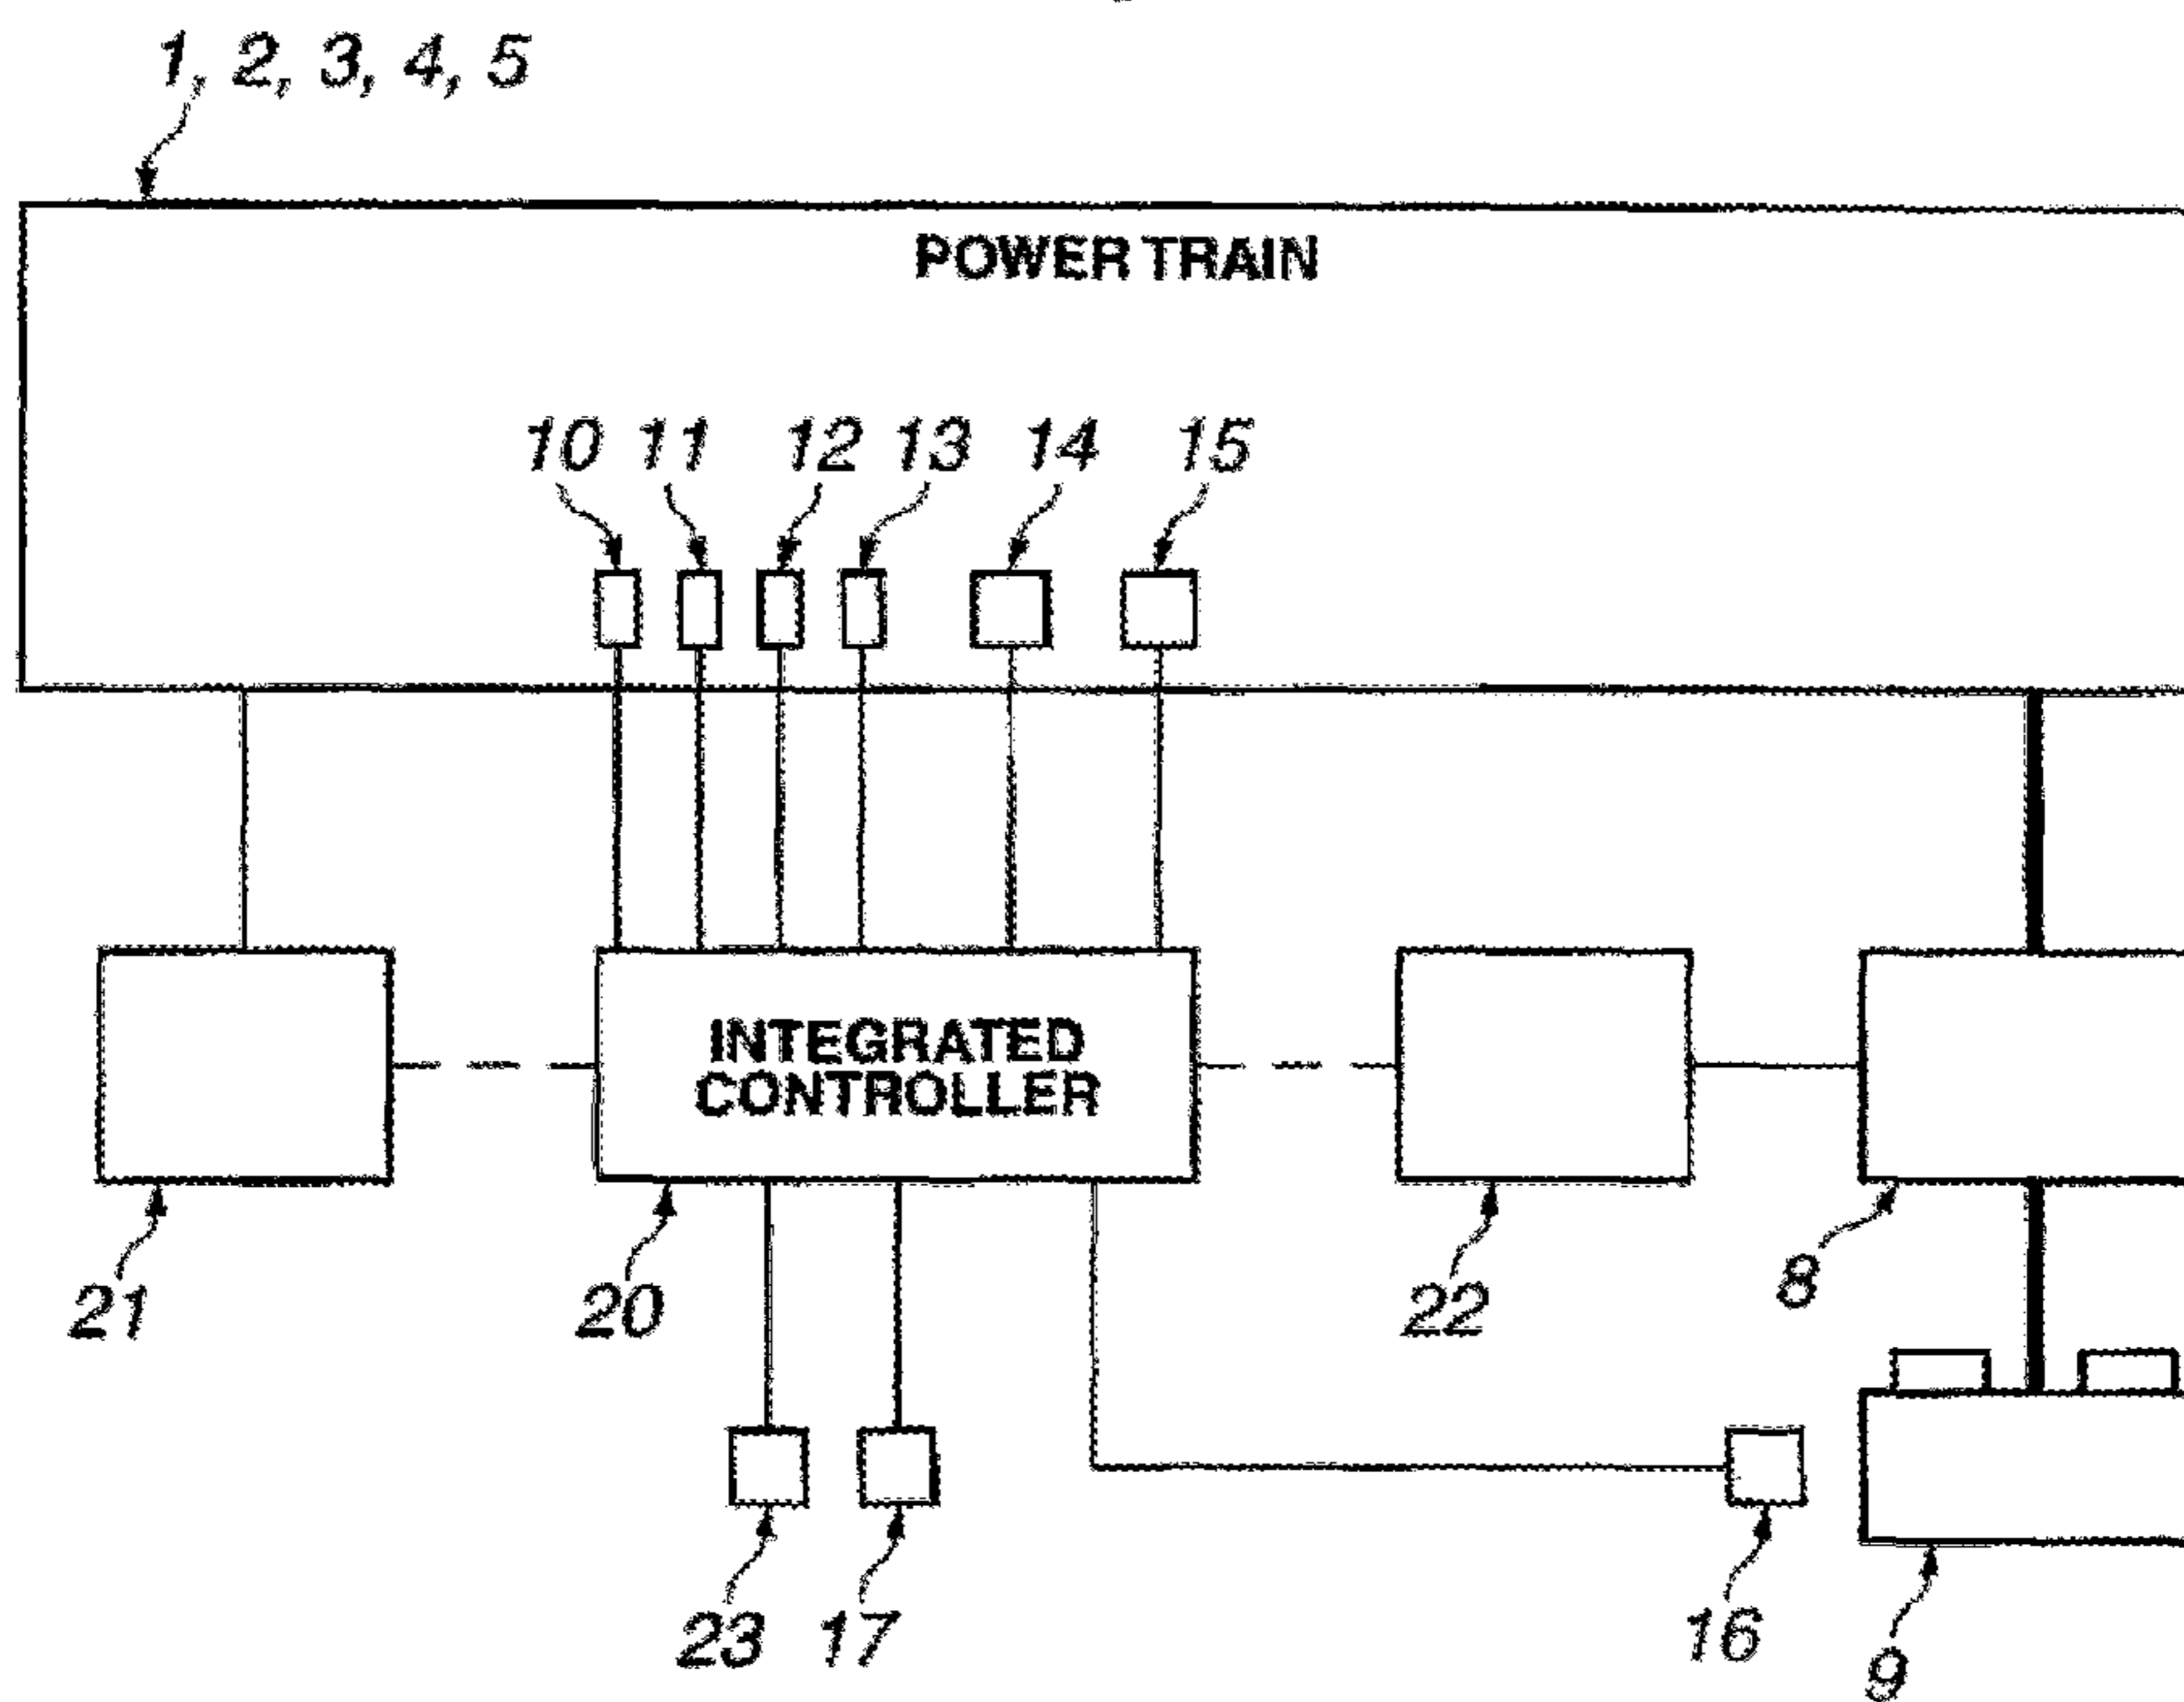 1, 2, 3, 4, 5
POWER TRAIN
10 11 12 13 14 15
INTEGRATED
CONTROLLER
21 20 22 8
23 17 16 9